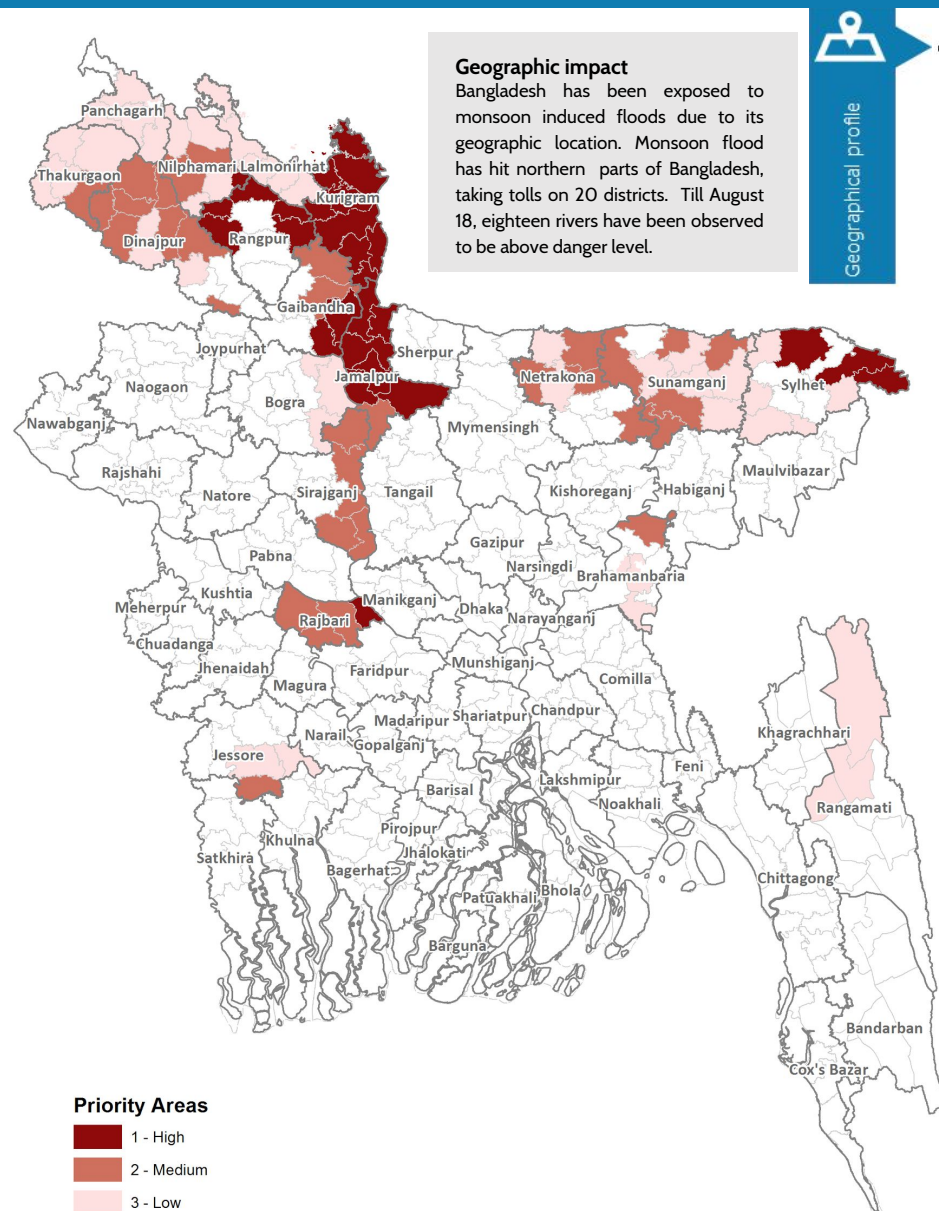 Geographic impact
Bangladesh has been exposed to
monsoon induced floods due to its
geographic location. Monsoon flood
has hit northern parts of Bangladesh,
taking tolls on 20 districts. Till August
18, eighteen rivers have been observed
to be above danger level.
Geographical profile
Panchagarh
Thakurgaon
Nilphamari
Lalmonirhat
Kurigram
Dinajpur
Rangpur
Gaibandha
Joypurhat
Sherpur
Naogaon
Jamalpur
Netrakona
Sunamganj
Sylhet
Bogra
Nawabganj
Mymensingh
Rajshahi
Natore
Sirajganj
Tangail
Kishoreganj
Habiganj
Maulvibazar
Pabna
Gazipur
Narsingdi
Brahamanbaria
Kushtia
Meherpur
Rajbari
Manikganj
Dhaka
Narayanganj
Chuadanga
Jhenaidah
Magura
Faridpur
Munshiganj
Comilla
Madaripur
Shariatpur
Chandpur
Narail
Gopalganj
Khagrachhari
Jessore
Feni
Barisal
Lakshmipur
Noakhali
Rangamati
Pirojpur
Khulna
Jhalokati
Satkhira
Bagerhat
Chittagong
Patuakhali
Bhola
Barguna
Bandarban
Cox's Bazar
Priority Areas
1 - High
2 - Medium
3 - Low